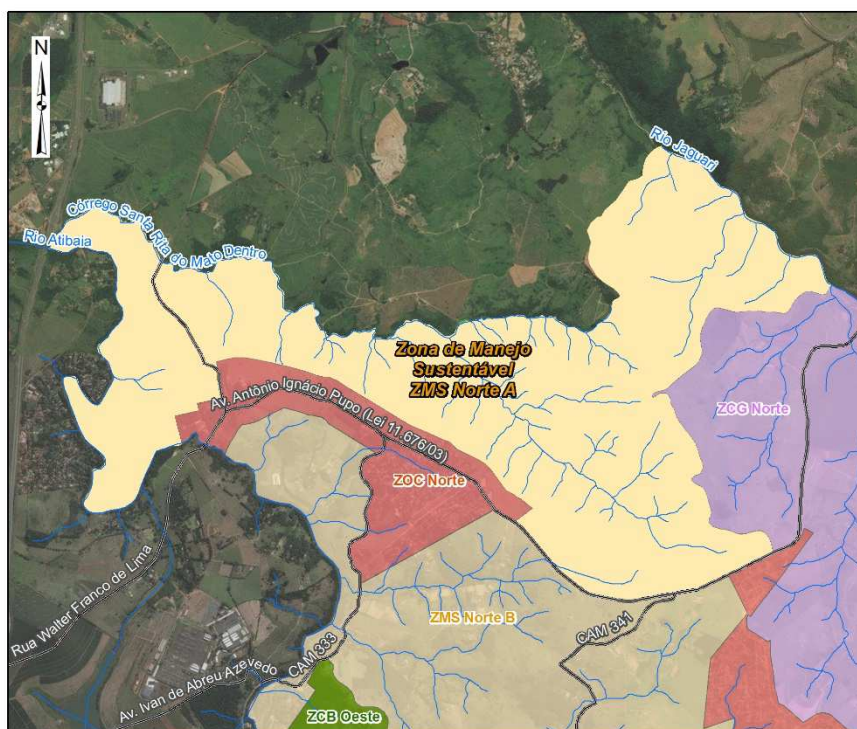 N
Rio Jaguari
Córrego Santa Rita do Mato Dentro
Rio Atibaia
Zona de Manejo
Sustentável
ZMS Norte A
Av. Antônio Ignácio Pupo (Lei 11.676/03)
ZCG Norte
ZOC Norte
Rua Walter Franco de Lima
ZMS Norte B
CAM 341
CAM 333
Av. Ivan de Abreu Azevedo
ZCB Oeste